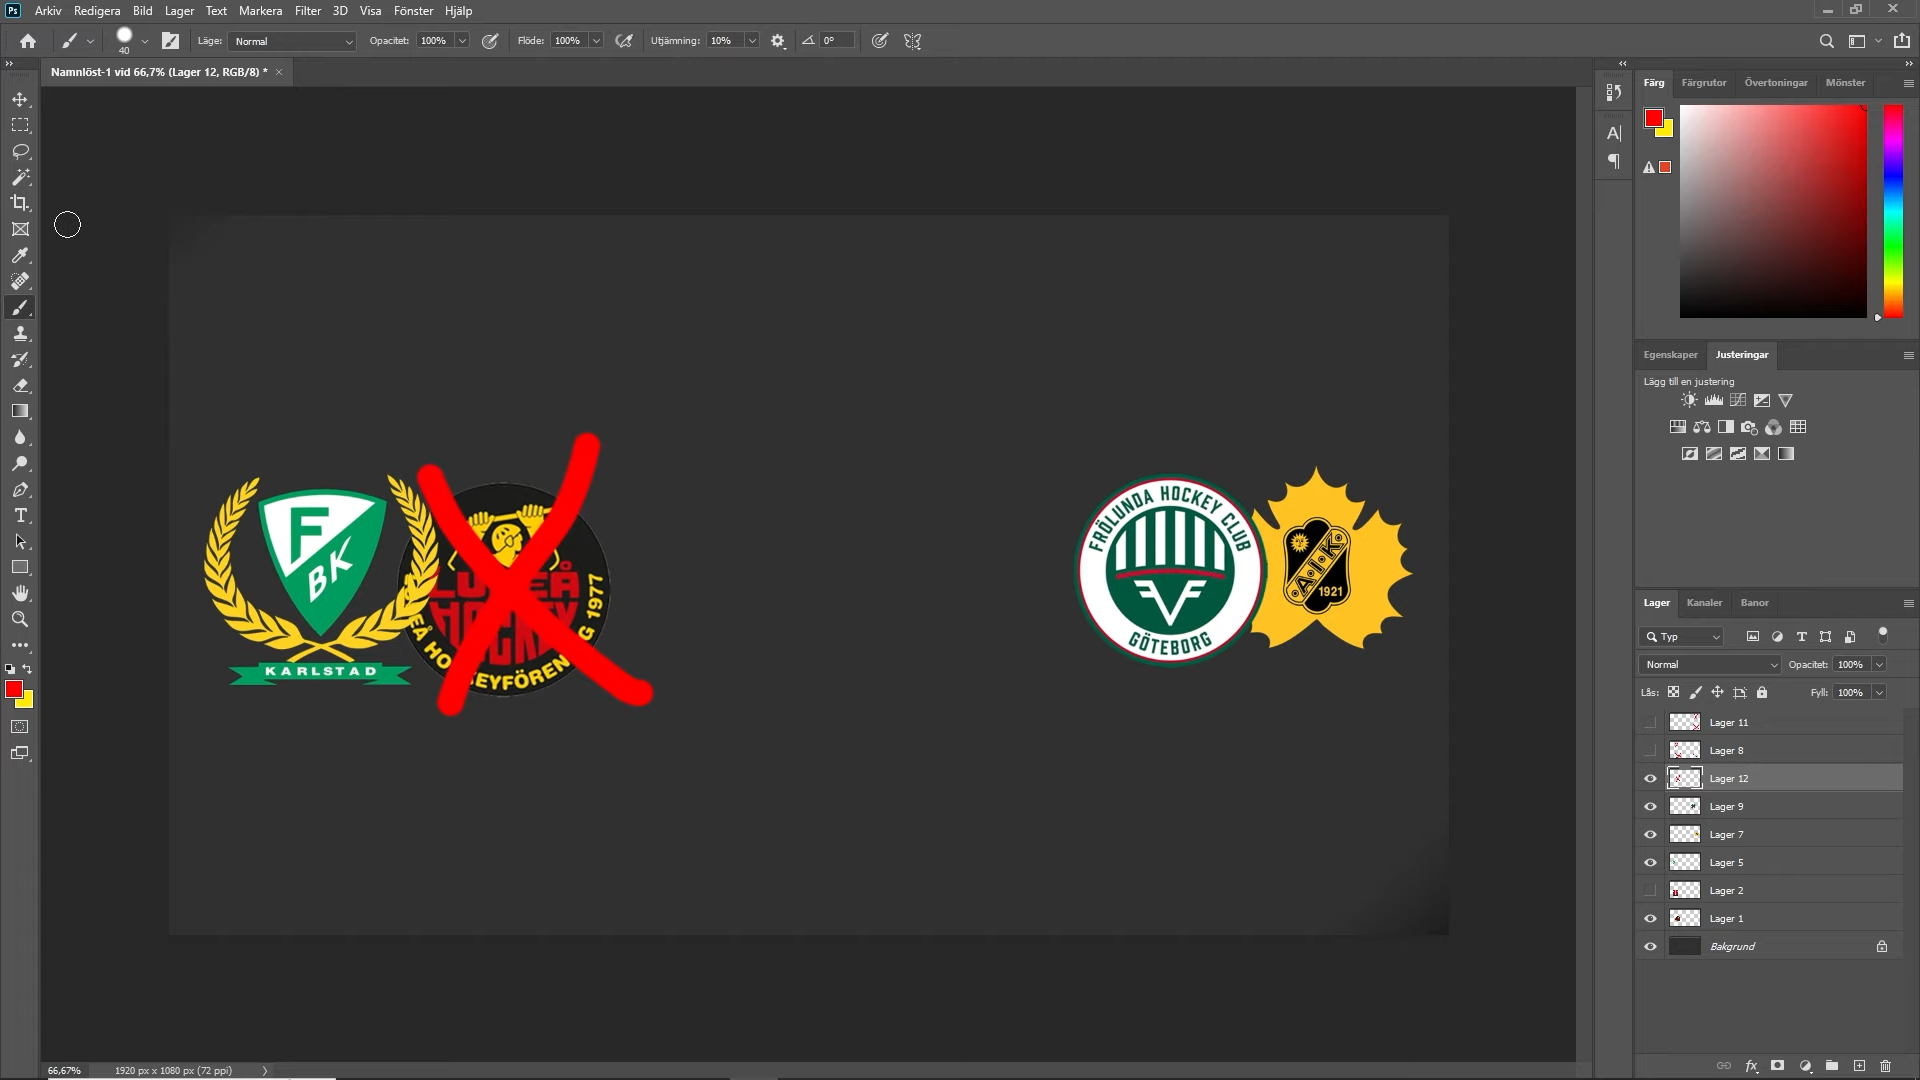 Ps Arkiv Redigera Bild Lager Text Markera Filter 3D Visa Fönster Hjälp
40 Läge: Normal Opacitet: 100% Flöde: 100% Utjämning: 10% 0°
Namnlöst-1 vid 66,7% (Lager 12, RGB/8) * ×
Färg Färgrutor Övertoningar Mönster
Egenskaper Justeringar
Lägg till en justering
FRÖLUNDA HOCKEY CLUB
GÖTEBORG
A·I·K
1921
F
BK
KARLSTAD
HOCKEY
1977
Lager Kanaler Banor
Typ
Normal Opacitet: 100%
Lås: Fyll: 100%
Lager 11
Lager 8
Lager 12
Lager 9
Lager 7
Lager 5
Lager 2
Lager 1
Bakgrund
fx
66,67% 1920 px x 1080 px (72 ppi)